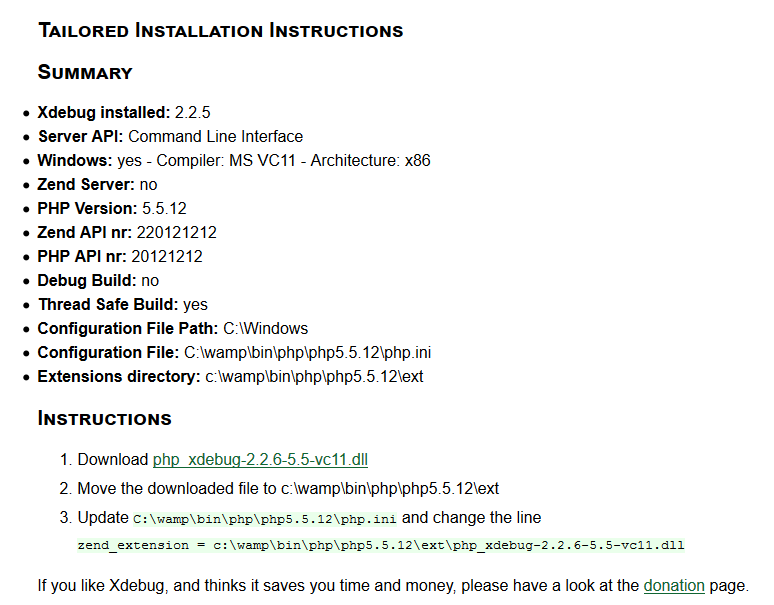 Tailored Installation Instructions
Summary
Xdebug installed: 2.2.5
Server API: Command Line Interface
Windows: yes - Compiler: MS VC11 - Architecture: x86
Zend Server: no
PHP Version: 5.5.12
Zend API nr: 220121212
PHP API nr: 20121212
Debug Build: no
Thread Safe Build: yes
Configuration File Path: C:\Windows
Configuration File: C:\wamp\bin\php\php5.5.12\php.ini
Extensions directory: c:\wamp\bin\php\php5.5.12\ext
Instructions
1. Download php_xdebug-2.2.6-5.5-vc11.dll
2. Move the downloaded file to c:\wamp\bin\php\php5.5.12\ext
3. Update C:\wamp\bin\php\php5.5.12\php.ini and change the line
zend_extension = c:\wamp\bin\php\php5.5.12\ext\php_xdebug-2.2.6-5.5-vc11.dll
If you like Xdebug, and thinks it saves you time and money, please have a look at the donation page.